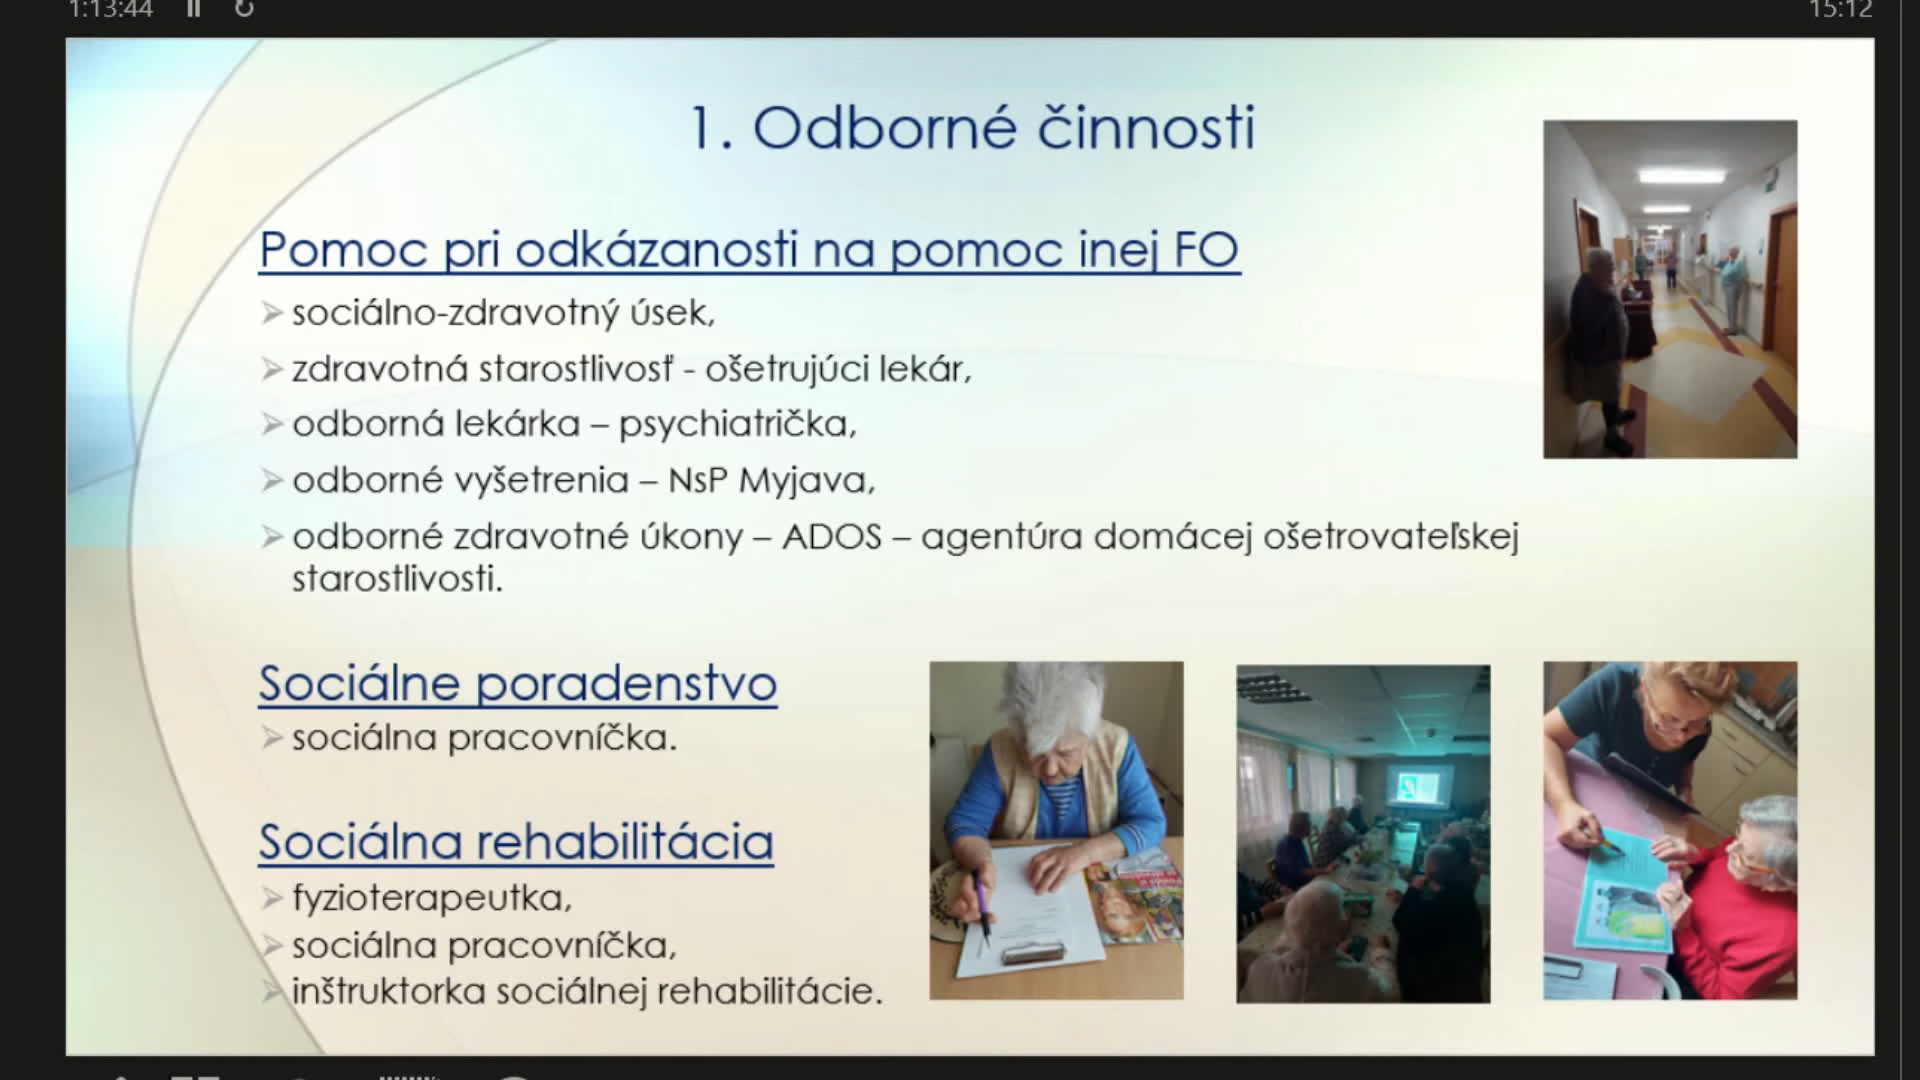 1:13:44
15:12
1. Odborné činnosti
Pomoc pri odkázanosti na pomoc inej FO
sociálno-zdravotný úsek,
zdravotná starostlivosť - ošetrujúci lekár,
odborná lekárka – psychiatrička,
odborné vyšetrenia – NsP Myjava,
odborné zdravotné úkony – ADOS – agentúra domácej ošetrovateľskej
starostlivosti.
Sociálne poradenstvo
sociálna pracovníčka.
Sociálna rehabilitácia
fyzioterapeutka,
sociálna pracovníčka,
inštruktorka sociálnej rehabilitácie.